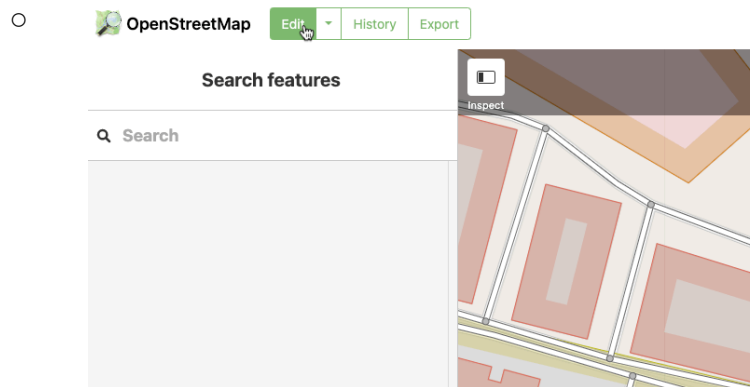 OpenStreetMap Edit History Export
Search features
Search
Inspect